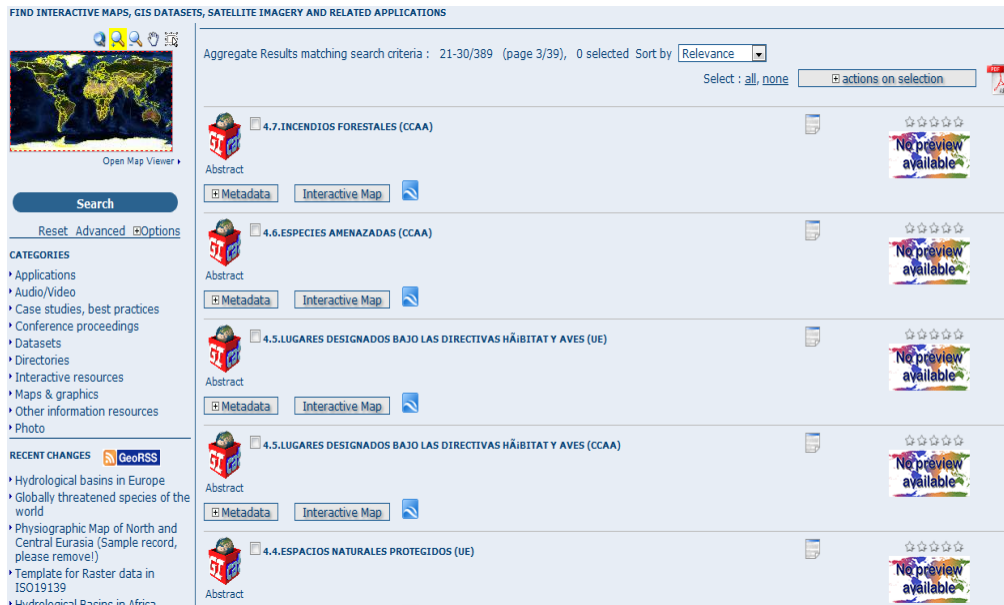 FIND INTERACTIVE MAPS, GIS DATASETS, SATELLITE IMAGERY AND RELATED APPLICATIONS
Open Map Viewer
Search
Reset Advanced Options
CATEGORIES
Applications
Audio/Video
Case studies, best practices
Conference proceedings
Datasets
Directories
Interactive resources
Maps & graphics
Other information resources
Photo
RECENT CHANGES GeoRSS
Hydrological basins in Europe
Globally threatened species of the
world
Physiographic Map of North and
Central Eurasia (Sample record,
please remove!)
Template for Raster data in
ISO19139
Hydrological Basins in Africa
Aggregate Results matching search criteria : 21-30/389 (page 3/39), 0 selected Sort by Relevance
Select : all, none actions on selection
PDF
4.7.INCENDIOS FORESTALES (CCAA)
No preview
available
Abstract
Metadata Interactive Map
4.6.ESPECIES AMENAZADAS (CCAA)
No preview
available
Abstract
Metadata Interactive Map
4.5.LUGARES DESIGNADOS BAJO LAS DIRECTIVAS HÃ¡BITAT Y AVES (UE)
No preview
available
Abstract
Metadata Interactive Map
4.5.LUGARES DESIGNADOS BAJO LAS DIRECTIVAS HÃ¡BITAT Y AVES (CCAA)
No preview
available
Abstract
Metadata Interactive Map
4.4.ESPACIOS NATURALES PROTEGIDOS (UE)
No preview
available
Abstract